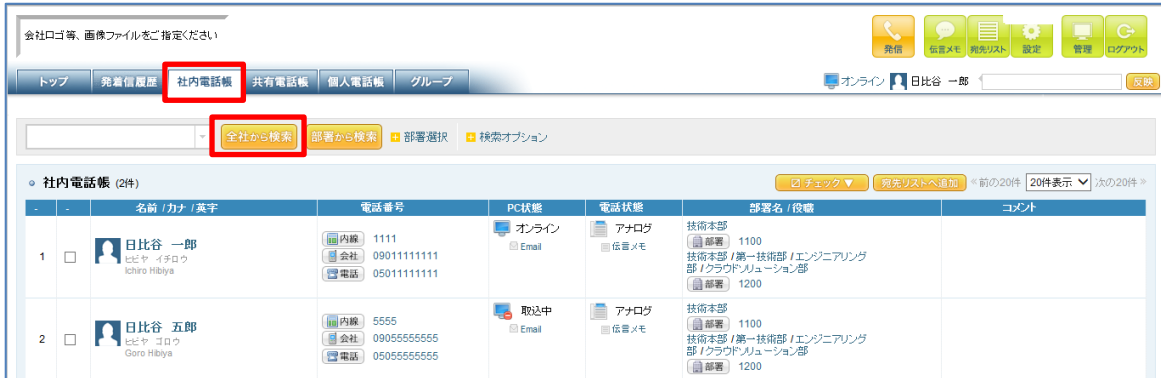 会社ロゴ等、画像ファイルをご指定ください
発信 伝言メモ 宛先リスト 設定 管理 ログアウト
トップ 発着信履歴 社内電話帳 共有電話帳 個人電話帳 グループ
オンライン 日比谷 一郎 反映
全社から検索 部署から検索 部署選択 検索オプション
社内電話帳 (2件) チェック▼ 宛先リストへ追加 «前の20件 20件表示 次の20件»
- - 名前 / カナ / 英字 電話番号 PC状態 電話状態 部署名 / 役職 コメント
1 日比谷 一郎 ヒビヤ イチロウ Ichiro Hibiya
内線 1111
会社 09011111111
電話 05011111111
オンライン
Email
アナログ
伝言メモ
技術本部
部署 1100
技術本部 / 第一技術部 / エンジニアリング
部 / クラウドソリューション部
部署 1200
2 日比谷 五郎 ヒビヤ ゴロウ Goro Hibiya
内線 5555
会社 09055555555
電話 05055555555
取込中
Email
アナログ
伝言メモ
技術本部
部署 1100
技術本部 / 第一技術部 / エンジニアリング
部 / クラウドソリューション部
部署 1200